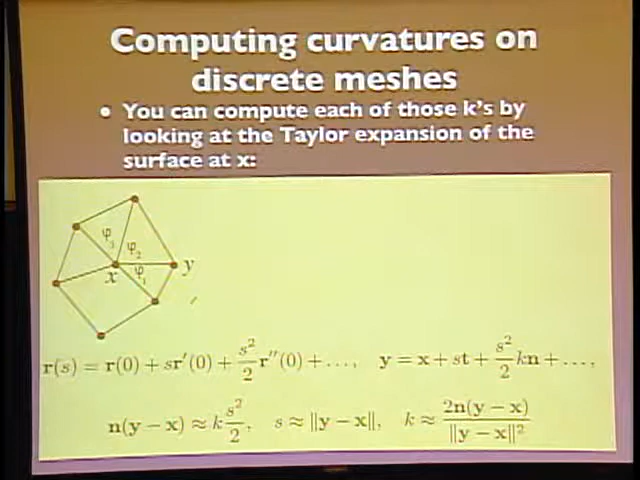 Computing curvatures on
discrete meshes
• You can compute each of those k's by
looking at the Taylor expansion of the
surface at x:
φ₃
φ₂
x φ₁ y
r(s) = r(0) + sr′(0) + s²/2 r″(0) + …, y = x + st + s²/2 kn + …,
n(y − x) ≈ k s²/2, s ≈ ||y − x||, k ≈ 2n(y − x)/||y − x||²